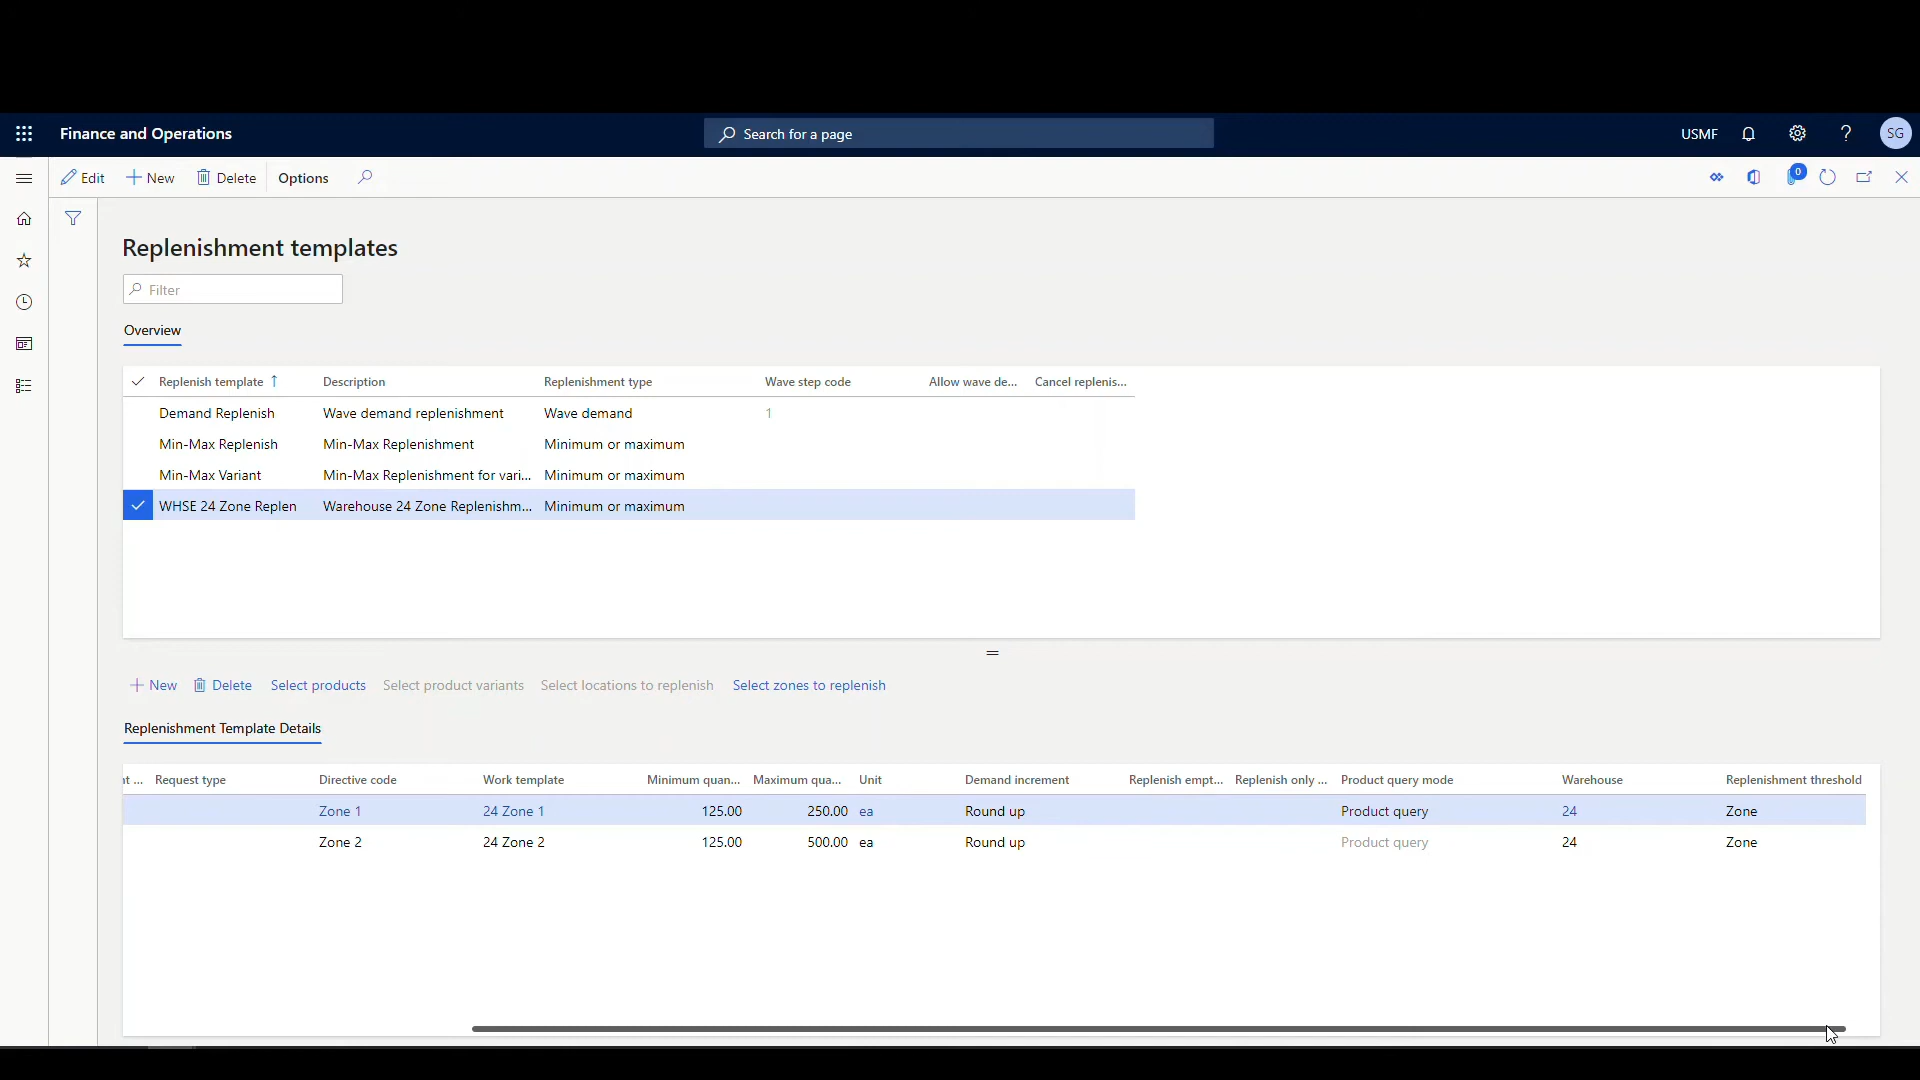 Finance and Operations
Search for a page
USMF
?
SG
Edit
New
Delete
Options
0
Replenishment templates
Filter
Overview
Replenish template Description Replenishment type Wave step code Allow wave de... Cancel replenis...
Demand Replenish Wave demand replenishment Wave demand 1
Min-Max Replenish Min-Max Replenishment Minimum or maximum
Min-Max Variant Min-Max Replenishment for vari... Minimum or maximum
WHSE 24 Zone Replen Warehouse 24 Zone Replenishm... Minimum or maximum
New Delete Select products Select product variants Select locations to replenish Select zones to replenish
Replenishment Template Details
Request type Directive code Work template Minimum quan... Maximum qua... Unit Demand increment Replenish empt... Replenish only ... Product query mode Warehouse Replenishment threshold
Zone 1 24 Zone 1 125.00 250.00 ea Round up Product query 24 Zone
Zone 2 24 Zone 2 125.00 500.00 ea Round up Product query 24 Zone